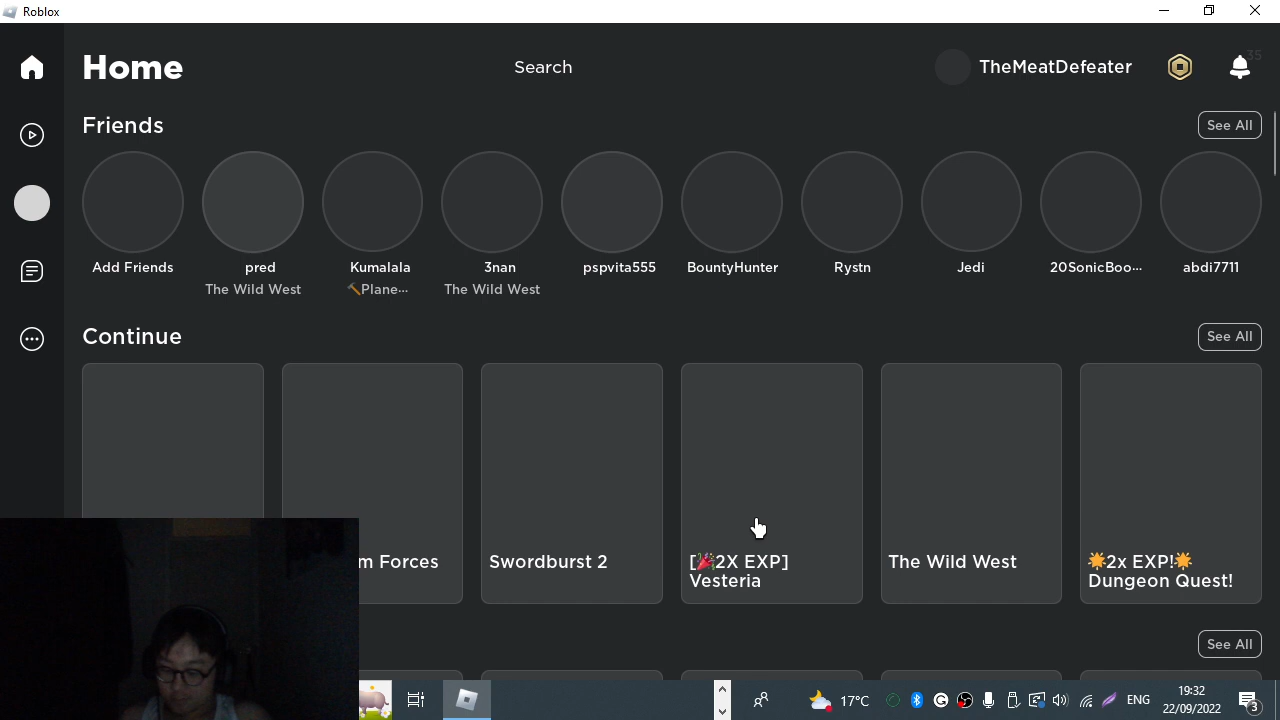 Roblox
Home
Search
TheMeatDefeater
35
Friends
See All
Add Friends
pred
Kumalala
3nan
pspvita555
BountyHunter
Rystn
Jedi
20SonicBoo...
abdi7711
The Wild West
🔨Plane...
The Wild West
Continue
See All
m Forces
Swordburst 2
[🎉2X EXP]
Vesteria
The Wild West
🌟2x EXP!🌟
Dungeon Quest!
See All
17°C
ENG
19:32
22/09/2022
3